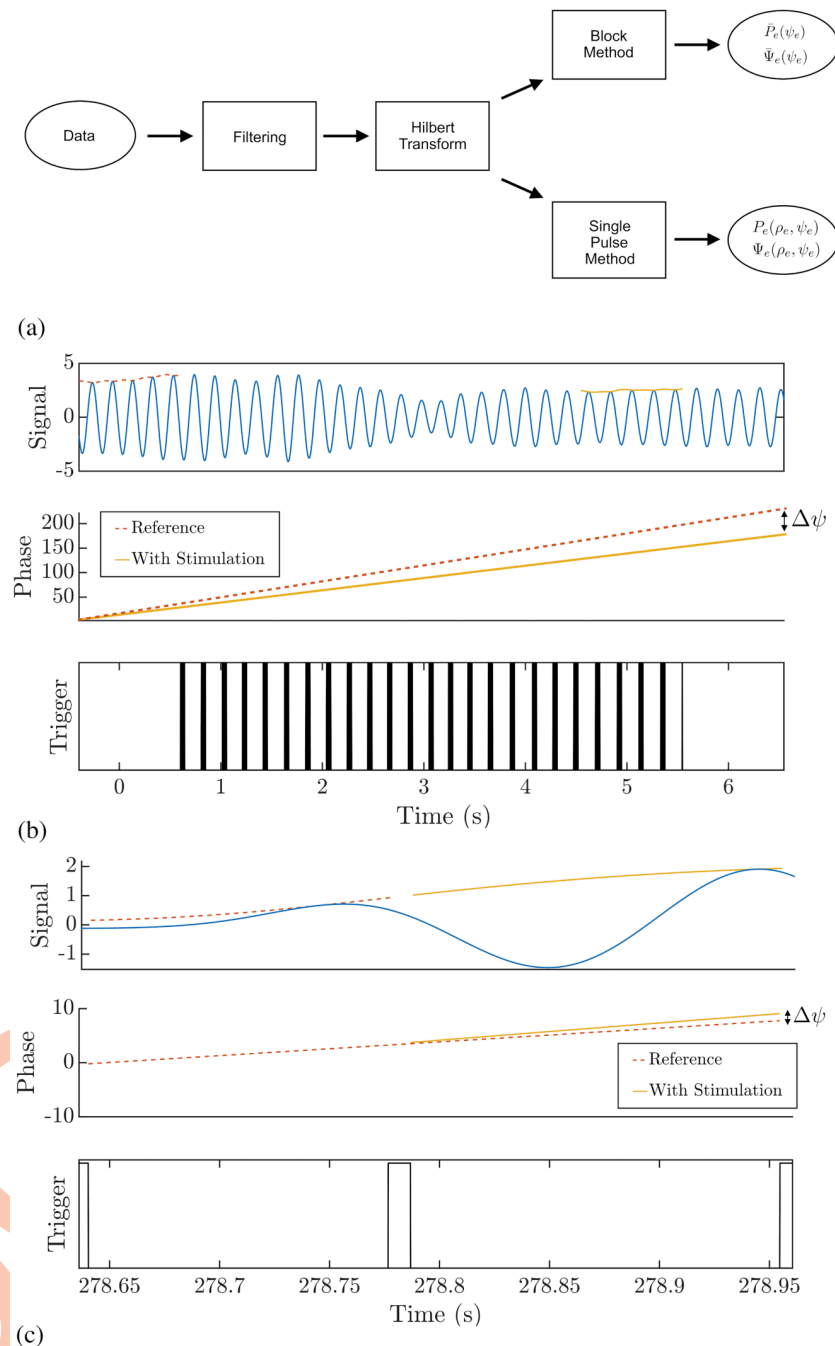 Data
Filtering
Hilbert
Transform
Block
Method
P̄ₑ(ψₑ)
Ψ̄ₑ(ψₑ)
Single
Pulse
Method
Pₑ(ρₑ, ψₑ)
Ψₑ(ρₑ, ψₑ)
(a)
Signal
5
0
-5
Phase
200
150
100
50
Reference
With Stimulation
Δψ
Trigger
0 1 2 3 4 5 6
Time (s)
(b)
Signal
2
1
0
-1
Phase
10
0
-10
Δψ
Reference
With Stimulation
Trigger
278.65 278.7 278.75 278.8 278.85 278.9 278.95
Time (s)
(c)